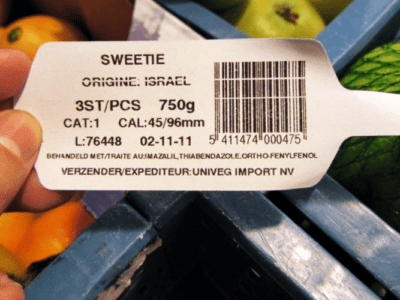 SWEETIE
ORIGINE: ISRAEL
3ST/PCS 750g
CAT:1 CAL:45/96mm
L:76448 02-11-11
5 411474 000475
BEHANDELD MET/TRAITE AU:IMAZALIL,THIABENDAZOLE,ORTHO-FENYLFENOL
VERZENDER/EXPEDITEUR:UNIVEG IMPORT NV